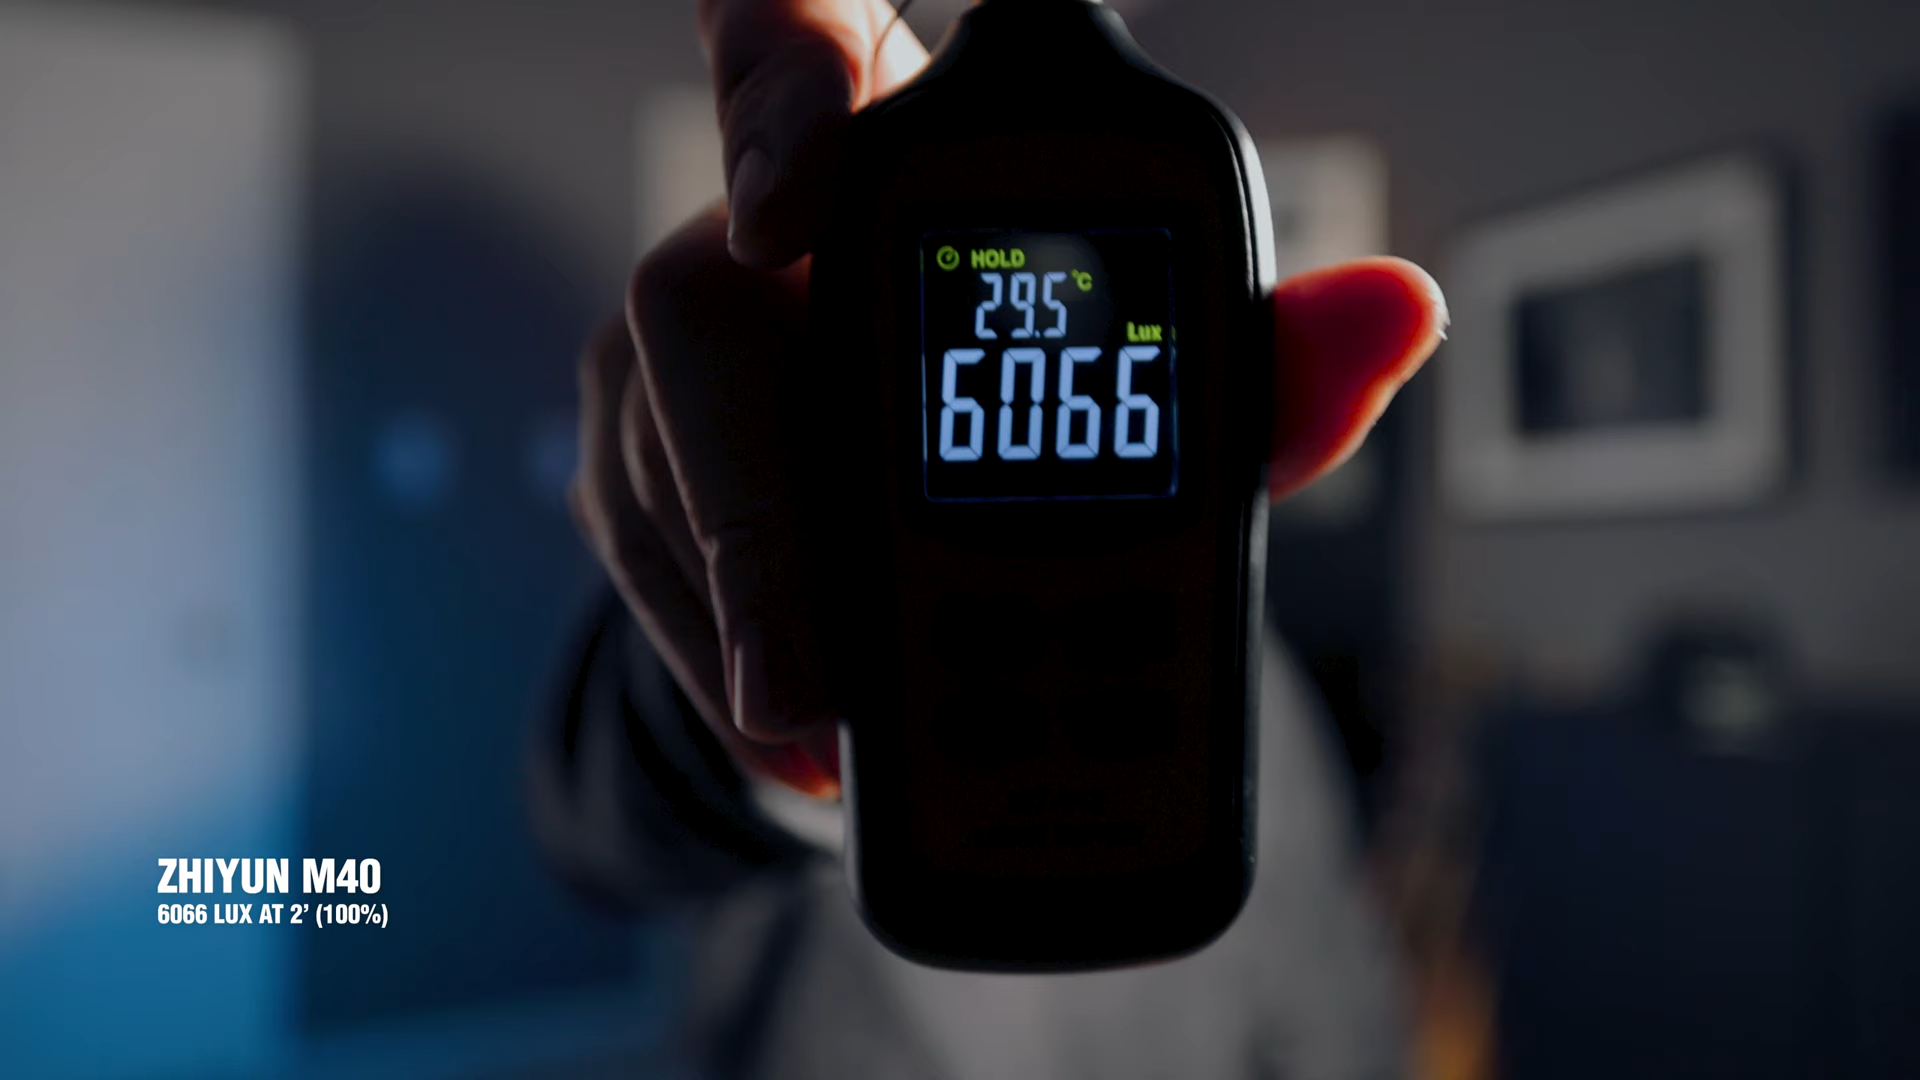 HOLD
29.5 °C
Lux
6066
ZHIYUN M40
6066 LUX AT 2’ (100%)